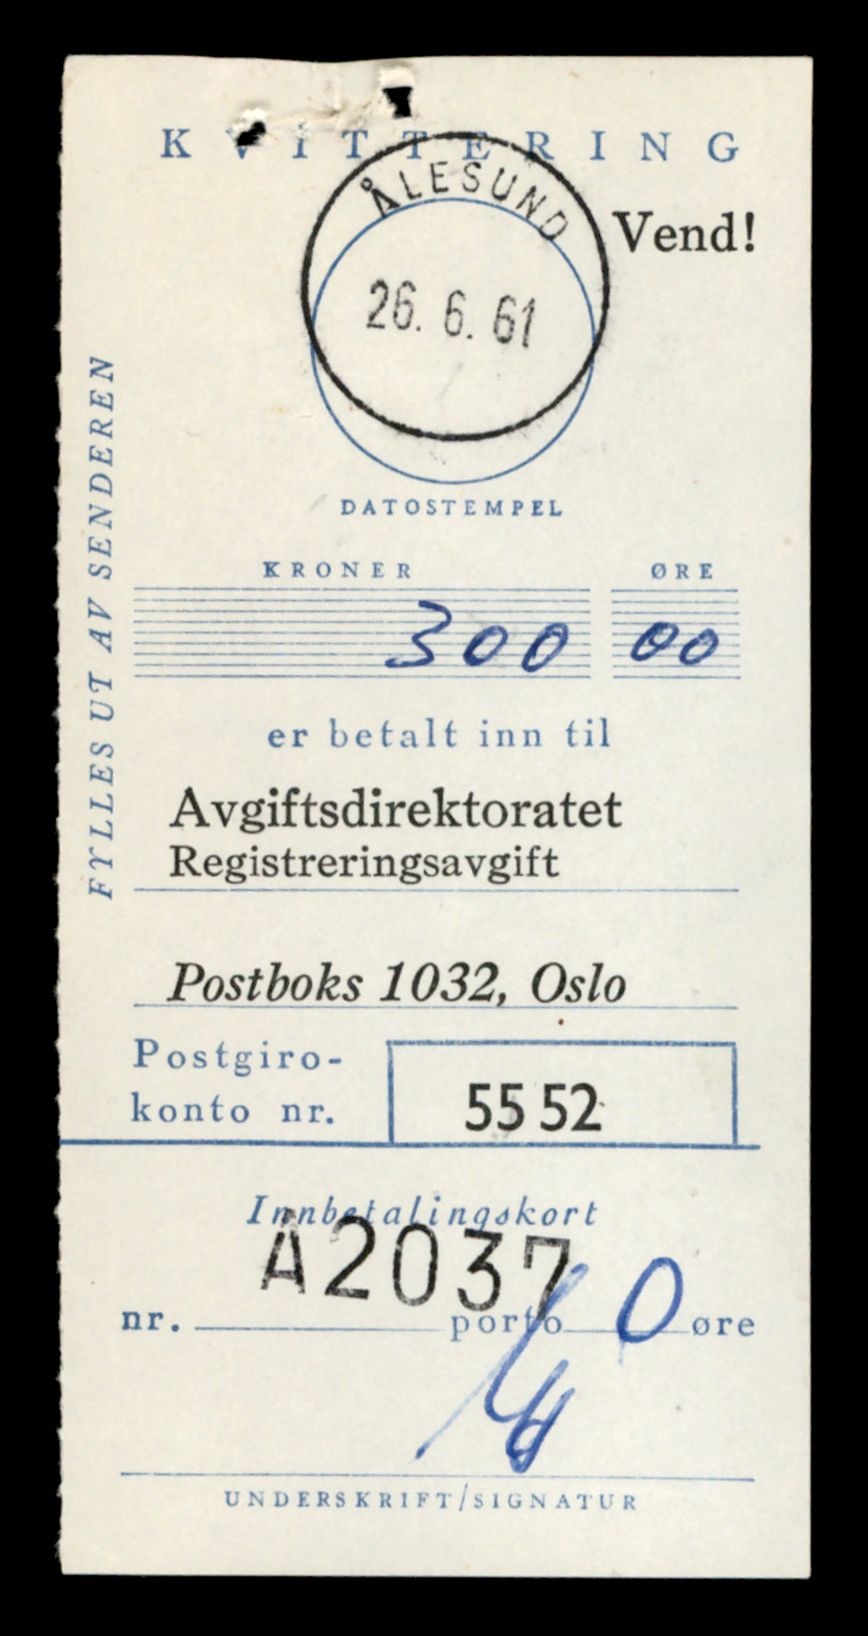 KVITTERING
ÅLESUND
Vend!
26. 6. 61
DATOSTEMPEL
FYLLES UT AV SENDEREN
KRONER ØRE
300 00
er betalt inn til
Avgiftsdirektoratet
Registreringsavgift
Postboks 1032, Oslo
Postgiro-
konto nr. 55 52
Innbetalingskort
A2037
nr. porto 0 øre
UNDERSKRIFT/SIGNATUR